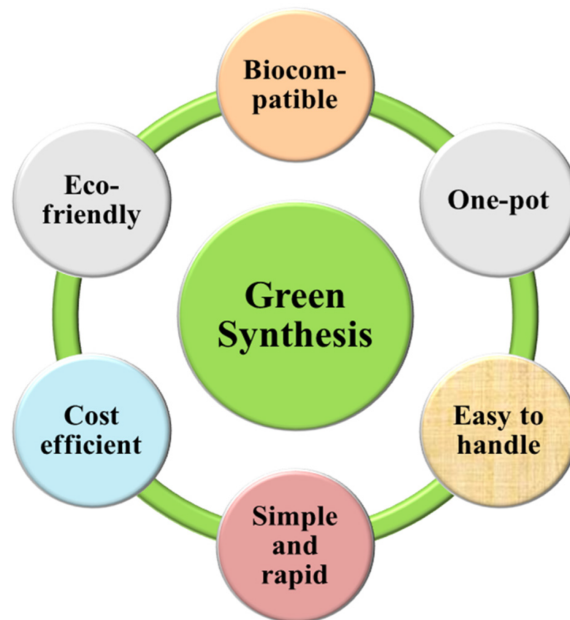 Biocom-
patible
Eco-
friendly
One-pot
Green
Synthesis
Cost
efficient
Easy to
handle
Simple
and
rapid